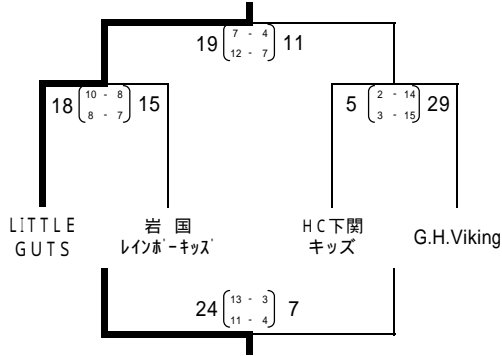 19 7 - 4 11
12 - 7
18 10 - 8 15
8 - 7
5 2 - 14 29
3 - 15
LITTLE
GUTS
岩 国
ﾚｲﾝﾎﾞｰｷｯｽﾞ
HC下関
キッズ
G.H.Viking
24 13 - 3 7
11 - 4